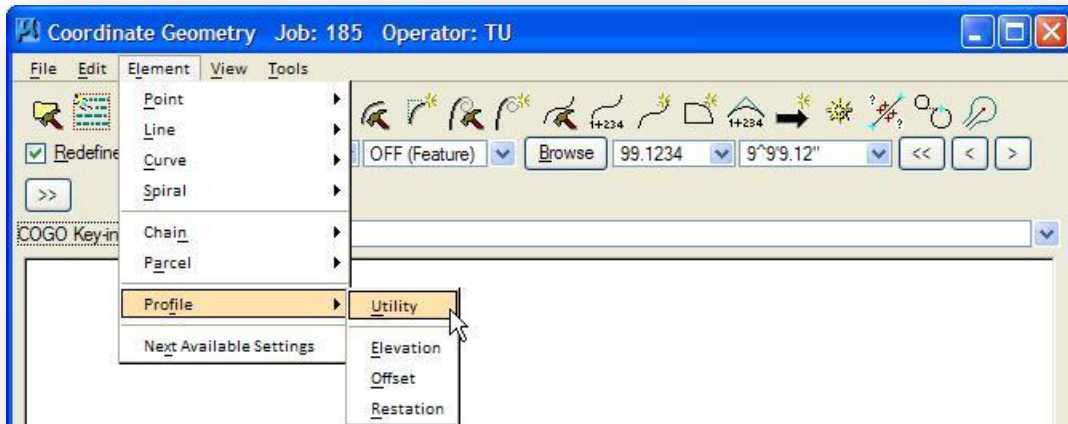 Coordinate Geometry Job: 185 Operator: TU
File Edit Element View Tools
Point
1+234 1+234 ? ?
Line
Redefine OFF (Feature) Browse 99.1234 9^9'9.12" << < >
Curve
Spiral
>>
Chain
COGO Key-in
Parcel
Profile
Utility
Next Available Settings
Elevation
Offset
Restation